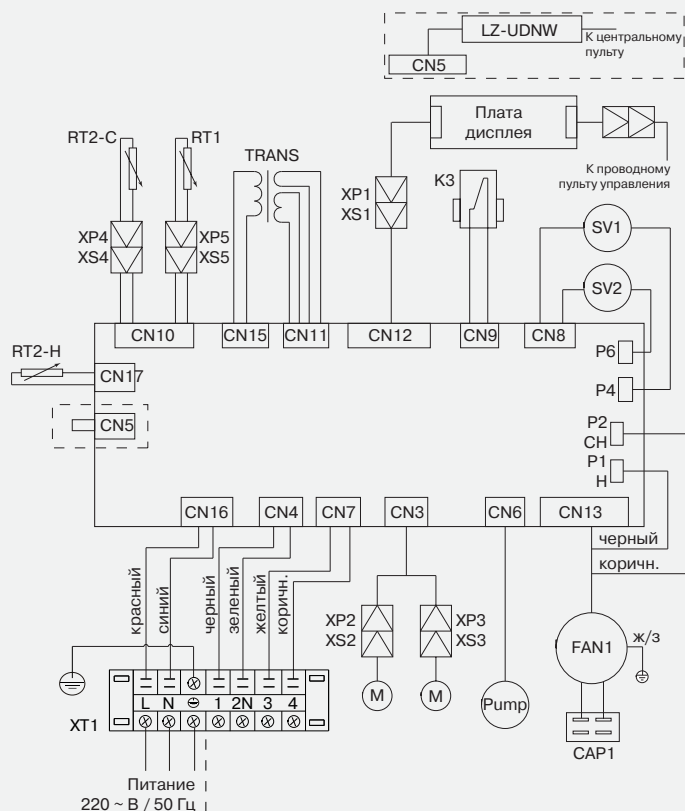 LZ-UDNW
К центральному
пульту
CN5
Плата
дисплея
К проводному
пульту управления
RT2-C
RT1
TRANS
XP1
XS1
K3
XP4
XS4
XP5
XS5
SV1
SV2
CN10
CN15
CN11
CN12
CN9
CN8
RT2-H
CN17
P6
P4
CN5
P2
CH
P1
H
CN16
CN4
CN7
CN3
CN6
CN13
черный
коричн.
красный
синий
черный
зеленый
желтый
коричн.
XP2
XS2
XP3
XS3
FAN1
ж/з
M
M
Pump
L N 1 2N 3 4
XT1
CAP1
Питание
220 ~ В / 50 Гц